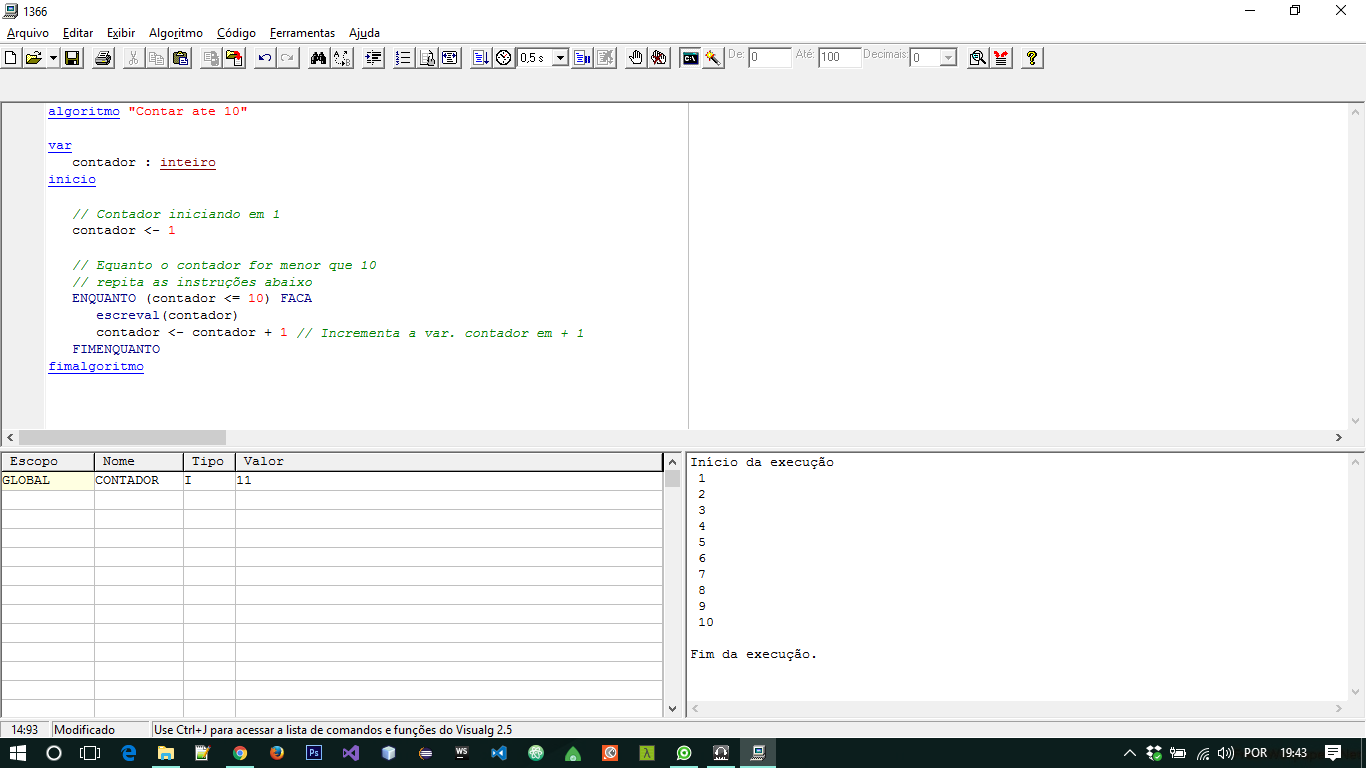 1366
Arquivo Editar Exibir Algoritmo Código Ferramentas Ajuda
0,5 s De: 0 Até: 100 Decimais: 0
algoritmo "Contar ate 10"
var
contador : inteiro
inicio
// Contador iniciando em 1
contador <- 1
// Equanto o contador for menor que 10
// repita as instruções abaixo
ENQUANTO (contador <= 10) FACA
escreval(contador)
contador <- contador + 1 // Incrementa a var. contador em + 1
FIMENQUANTO
fimalgoritmo
Escopo Nome Tipo Valor
GLOBAL CONTADOR I 11
Início da execução
1
2
3
4
5
6
7
8
9
10
Fim da execução.
14:93 Modificado Use Ctrl+J para acessar a lista de comandos e funções do Visualg 2.5
Ps WS λ POR 19:43